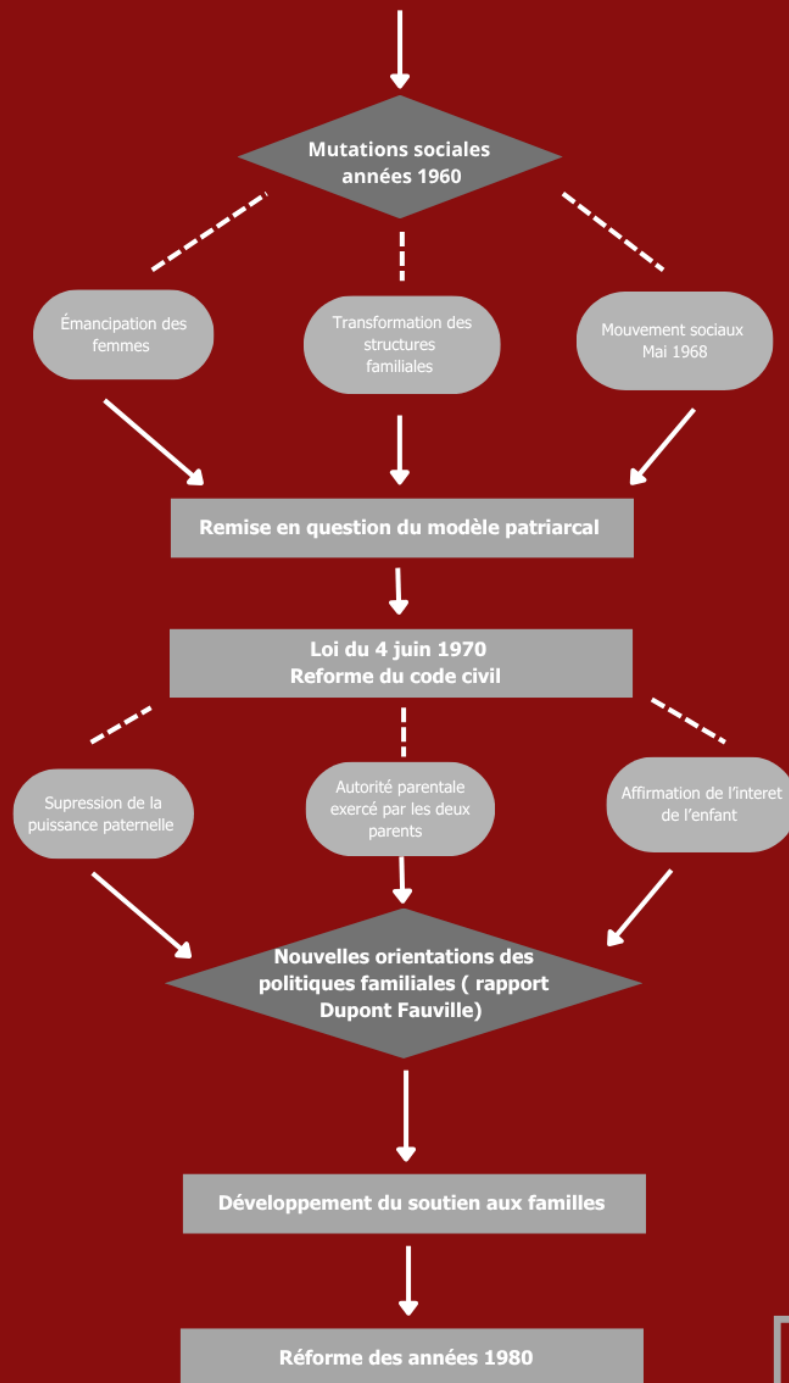 Mutations sociales
années 1960
Émancipation des
femmes
Transformation des
structures
familiales
Mouvement sociaux
Mai 1968
Remise en question du modèle patriarcal
Loi du 4 juin 1970
Reforme du code civil
Supression de la
puissance paternelle
Autorité parentale
exercé par les deux
parents
Affirmation de l'interet
de l'enfant
Nouvelles orientations des
politiques familiales ( rapport
Dupont Fauville)
Développement du soutien aux familles
Réforme des années 1980